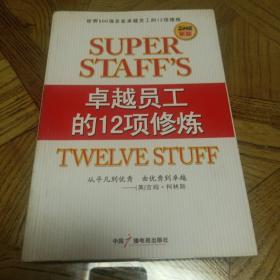 世界500强企业卓越员工的12项修炼
SUPER
STAFF'S
卓越员工
的12项修炼
TWELVE STUFF
从平凡到优秀 由优秀到卓越
——[美]吉姆·柯林斯
中国广播电视出版社